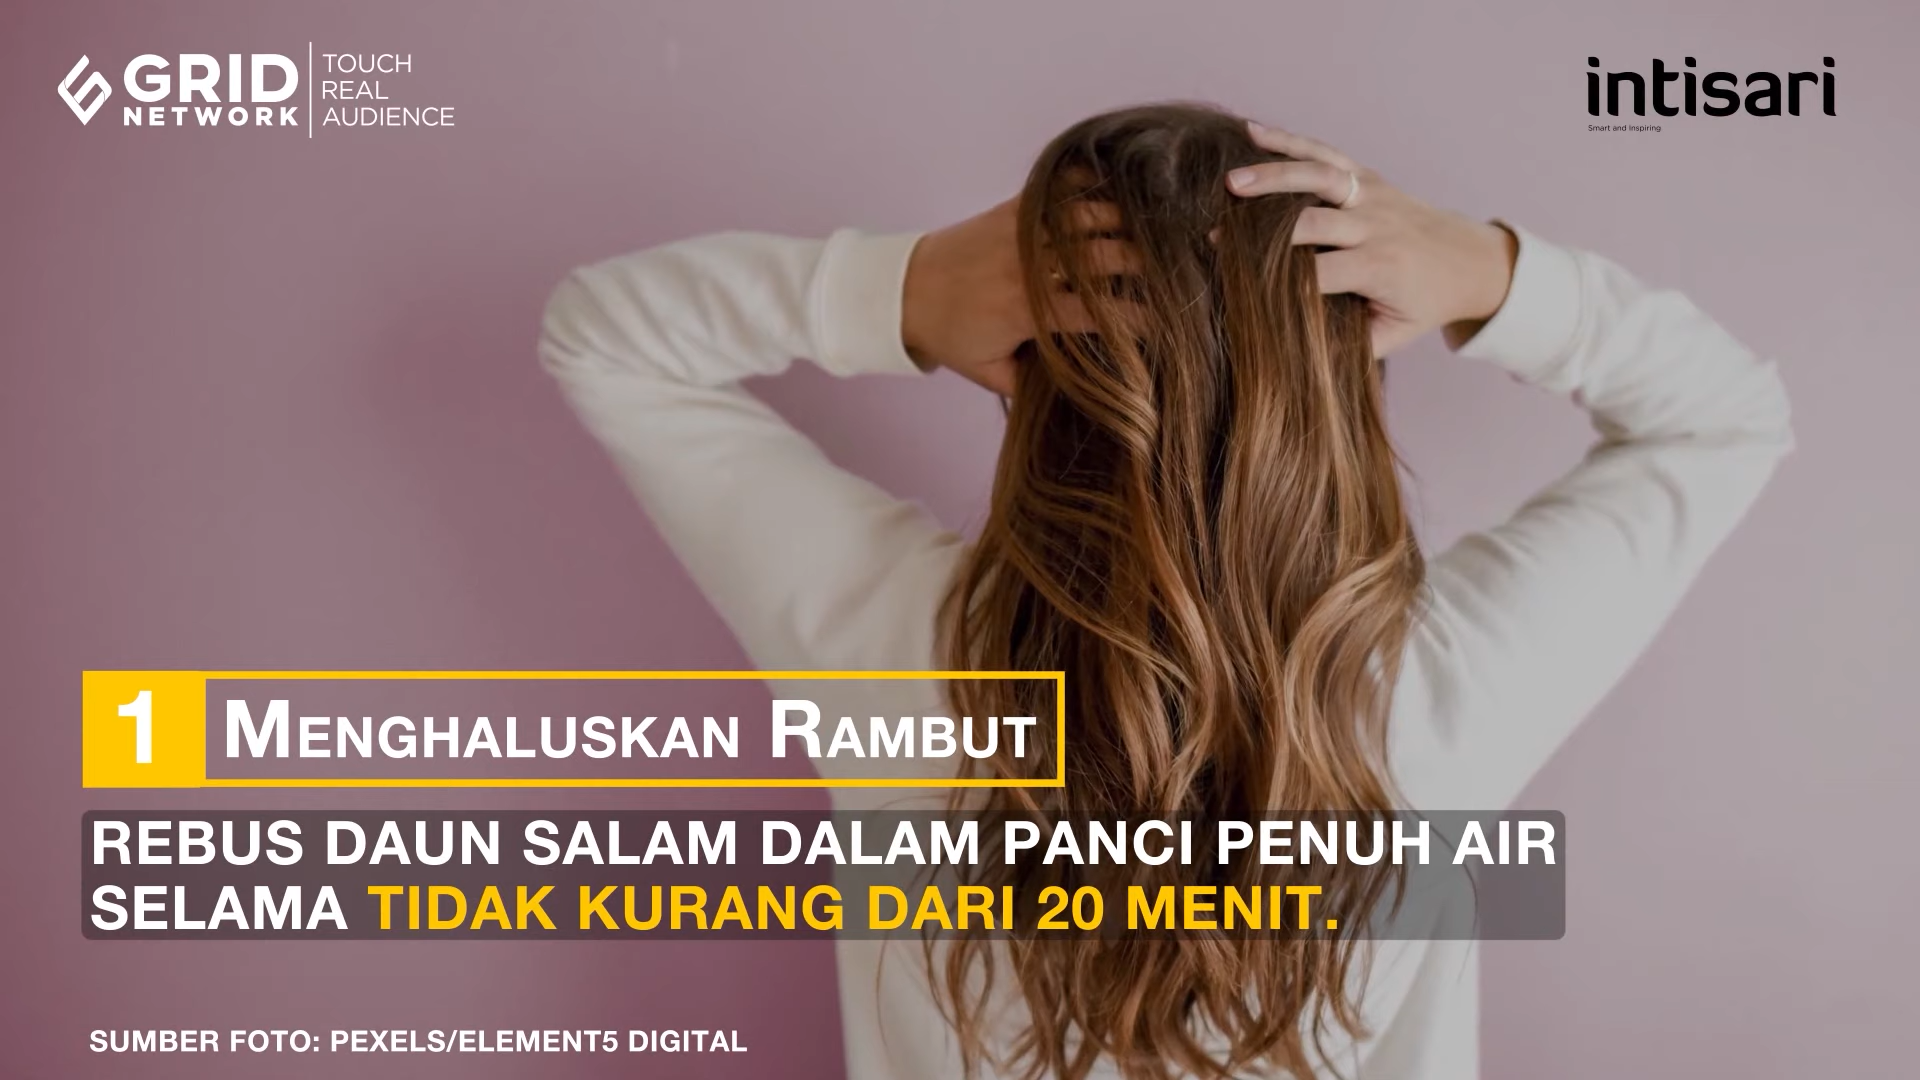 GRID
NETWORK
TOUCH
REAL
AUDIENCE
intisari
Smart and Inspiring
1 MENGHALUSKAN RAMBUT
REBUS DAUN SALAM DALAM PANCI PENUH AIR
SELAMA TIDAK KURANG DARI 20 MENIT.
SUMBER FOTO: PEXELS/ELEMENT5 DIGITAL